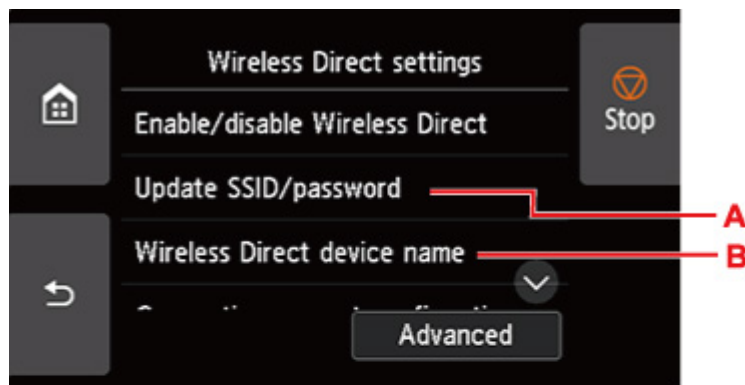 Wireless Direct settings
Enable/disable Wireless Direct
Stop
Update SSID/password
A
Wireless Direct device name
B
Advanced